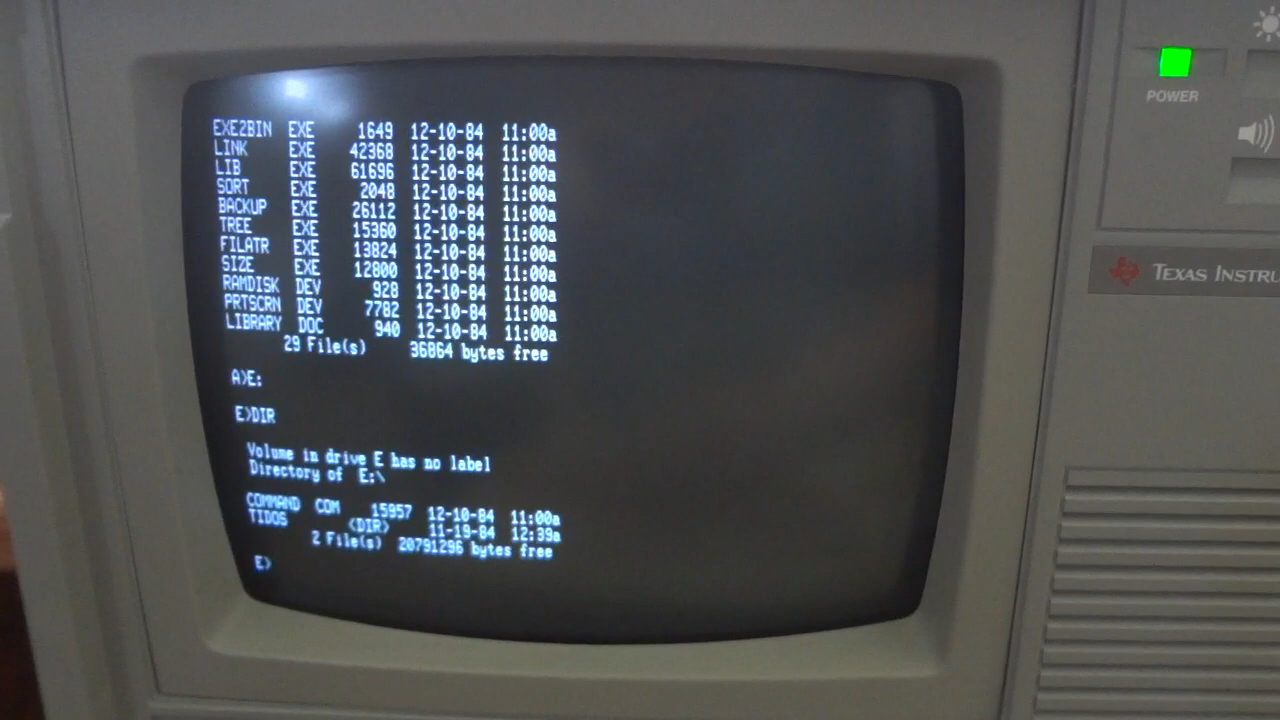 EXE2BIN EXE 1649 12-10-84 11:00a
LINK EXE 42368 12-10-84 11:00a
LIB EXE 61696 12-10-84 11:00a
SORT EXE 2048 12-10-84 11:00a
BACKUP EXE 26112 12-10-84 11:00a
TREE EXE 15360 12-10-84 11:00a
FILATR EXE 13824 12-10-84 11:00a
SIZE EXE 12800 12-10-84 11:00a
RAMDISK DEV 928 12-10-84 11:00a
PRTSCRN DEV 7782 12-10-84 11:00a
LIBRARY DOC 940 12-10-84 11:00a
29 File(s) 36864 bytes free
A>E:
E>DIR
Volume in drive E has no label
Directory of E:\
COMMAND COM 15957 12-10-84 11:00a
TIDOS <DIR> 11-19-84 12:39a
2 File(s) 20791296 bytes free
E>
POWER
TEXAS INSTRU